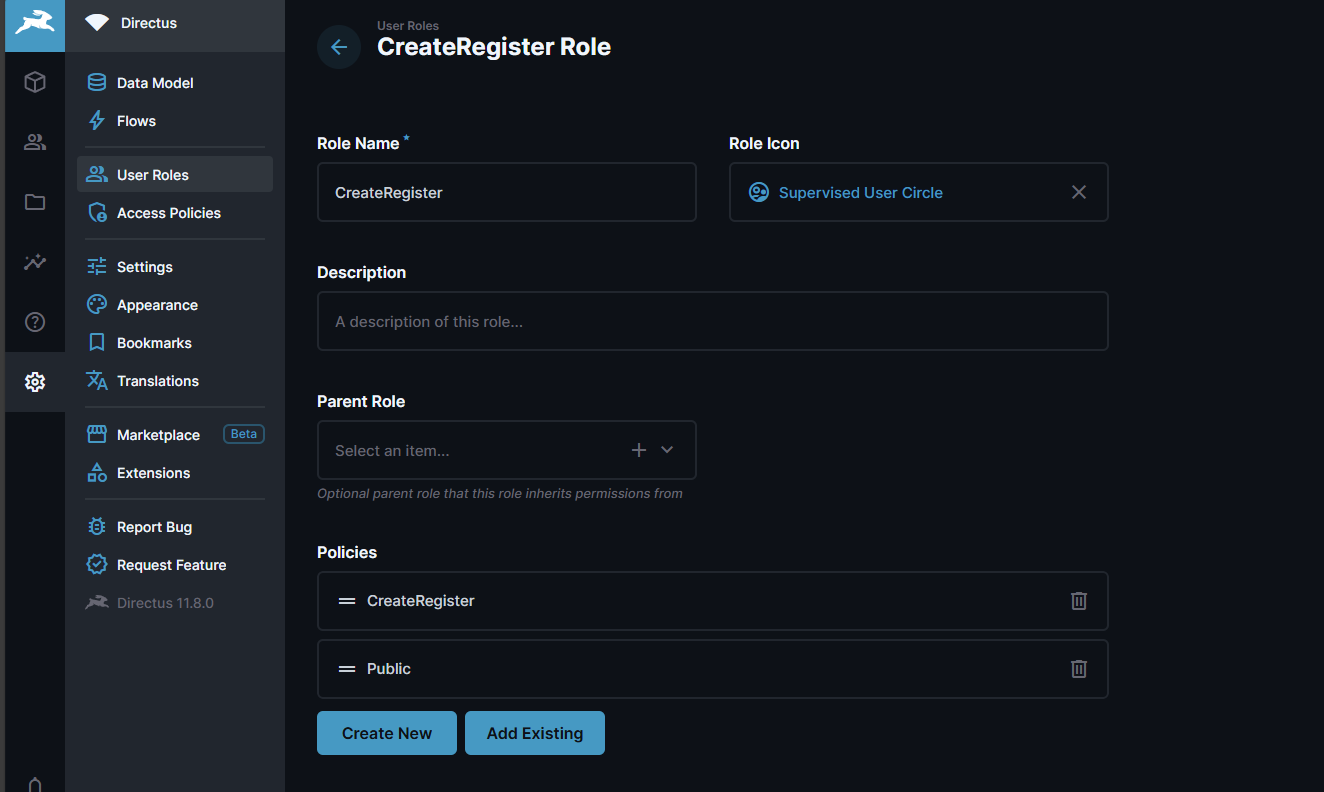 Directus
Data Model
Flows
User Roles
Access Policies
Settings
Appearance
Bookmarks
Translations
Marketplace Beta
Extensions
Report Bug
Request Feature
Directus 11.8.0
User Roles
CreateRegister Role
Role Name *
CreateRegister
Role Icon
Supervised User Circle
Description
A description of this role...
Parent Role
Select an item...
Optional parent role that this role inherits permissions from
Policies
CreateRegister
Public
Create New
Add Existing